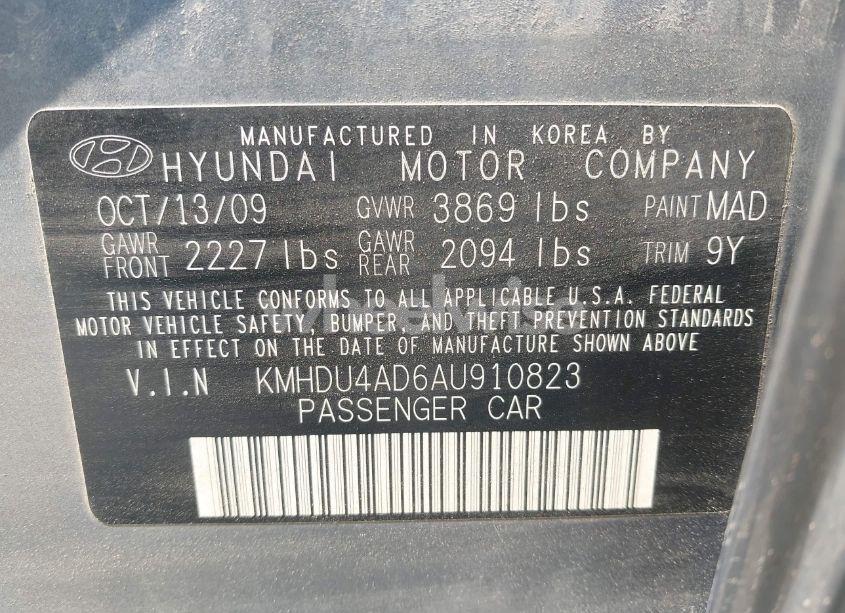 MANUFACTURED IN KOREA BY
HYUNDAI MOTOR COMPANY
OCT/13/09 GVWR 3869 lbs PAINT MAD
GAWR FRONT 2227 lbs GAWR REAR 2094 lbs TRIM 9Y
THIS VEHICLE CONFORMS TO ALL APPLICABLE U.S.A. FEDERAL
MOTOR VEHICLE SAFETY, BUMPER, AND THEFT PREVENTION STANDARDS
IN EFFECT ON THE DATE OF MANUFACTURE SHOWN ABOVE
V.I.N KMHDU4AD6AU910823
PASSENGER CAR